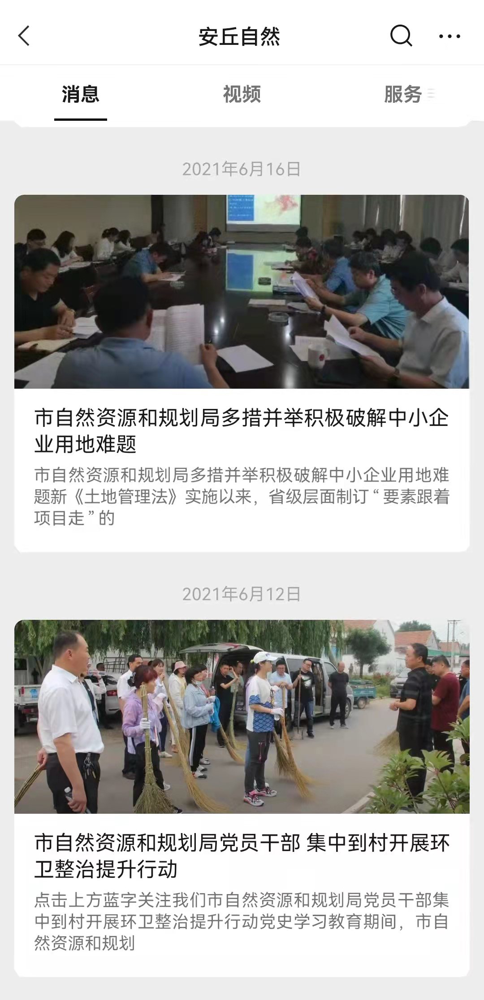 安丘自然
消息
视频
服务
2021年6月16日
市自然资源和规划局多措并举积极破解中小企
业用地难题
市自然资源和规划局多措并举积极破解中小企业用地难
题新《土地管理法》实施以来，省级层面制订“要素跟着
项目走”的
2021年6月12日
市自然资源和规划局党员干部 集中到村开展环
卫整治提升行动
点击上方蓝字关注我们市自然资源和规划局党员干部集
中到村开展环卫整治提升行动党史学习教育期间，市自
然资源和规划